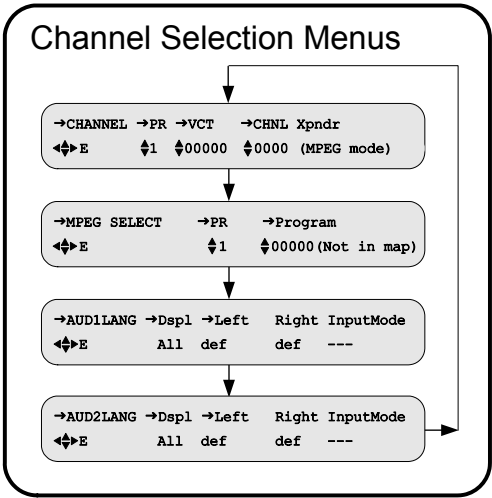 Channel Selection Menus
→CHANNEL →PR →VCT →CHNL Xpndr
◄♦►E ♦1 ♦00000 ♦0000 (MPEG mode)
→MPEG SELECT →PR →Program
◄♦►E ♦1 ♦00000(Not in map)
→AUD1LANG →Dspl →Left Right InputMode
◄♦►E All def def ---
→AUD2LANG →Dspl →Left Right InputMode
◄♦►E All def def ---